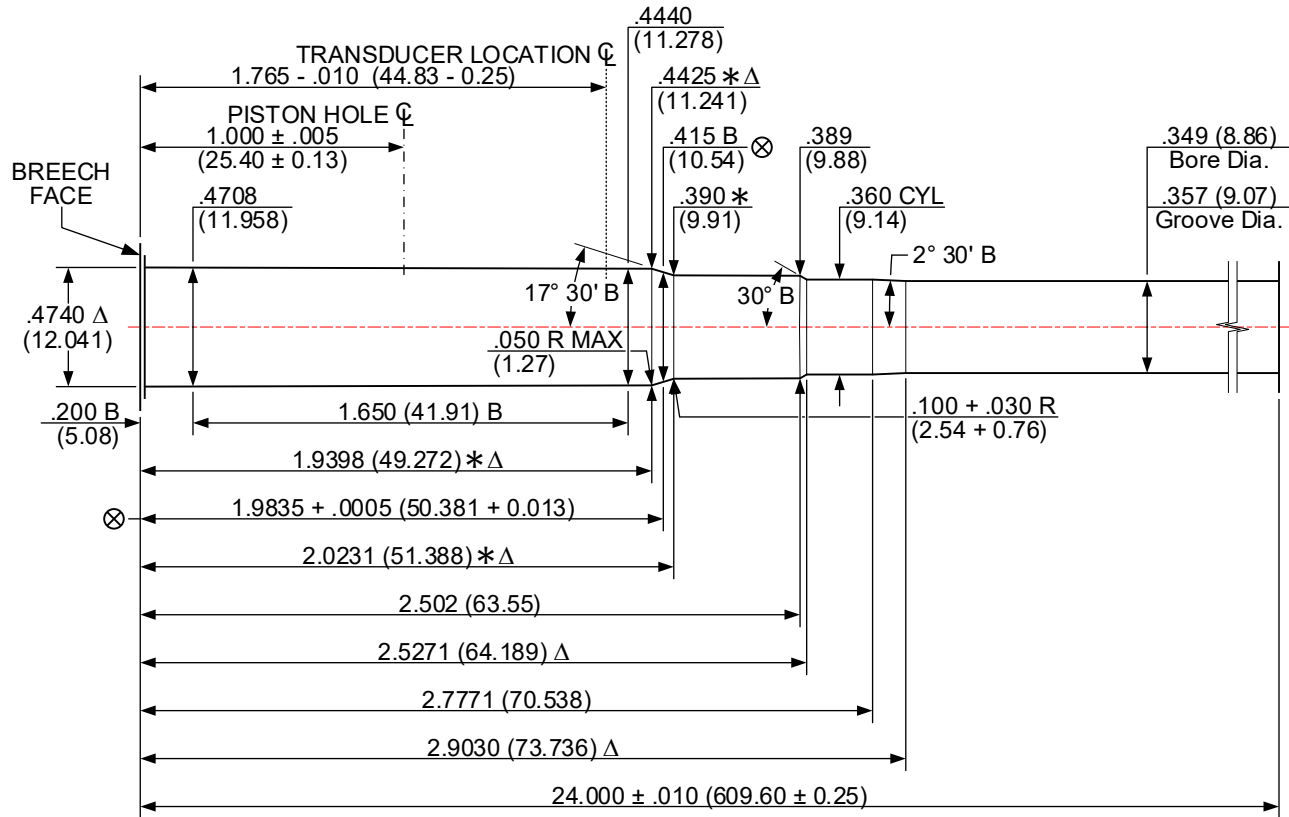 .4440
(11.278)
TRANSDUCER LOCATION ℄
1.765 - .010 (44.83 - 0.25)
.4425 * Δ
(11.241)
PISTON HOLE ℄
1.000 ± .005
(25.40 ± 0.13)
.415 B ⊗
(10.54)
.389
(9.88)
.349 (8.86)
Bore Dia.
BREECH
FACE
.4708
(11.958)
.390 *
(9.91)
.360 CYL
(9.14)
.357 (9.07)
Groove Dia.
2° 30' B
17° 30' B
30° B
.4740 Δ
(12.041)
.050 R MAX
(1.27)
.200 B
(5.08)
1.650 (41.91) B
.100 + .030 R
(2.54 + 0.76)
1.9398 (49.272) * Δ
⊗ 1.9835 + .0005 (50.381 + 0.013)
2.0231 (51.388) * Δ
2.502 (63.55)
2.5271 (64.189) Δ
2.7771 (70.538)
2.9030 (73.736) Δ
24.000 ± .010 (609.60 ± 0.25)